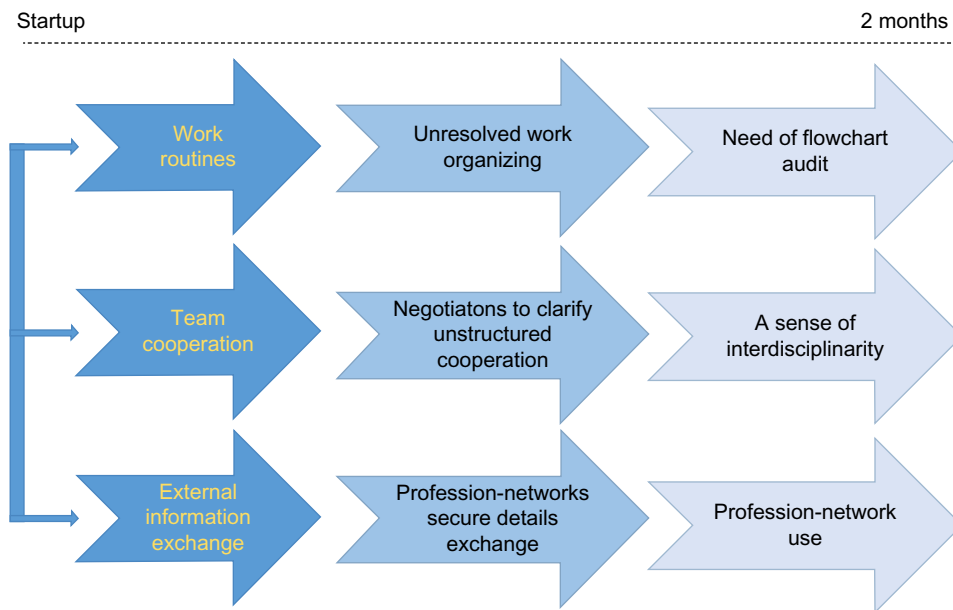 Startup
2 months
Work
routines
Unresolved work
organizing
Need of flowchart
audit
Team
cooperation
Negotiatons to clarify
unstructured
cooperation
A sense of
interdisciplinarity
External
information
exchange
Profession-networks
secure details
exchange
Profession-network
use